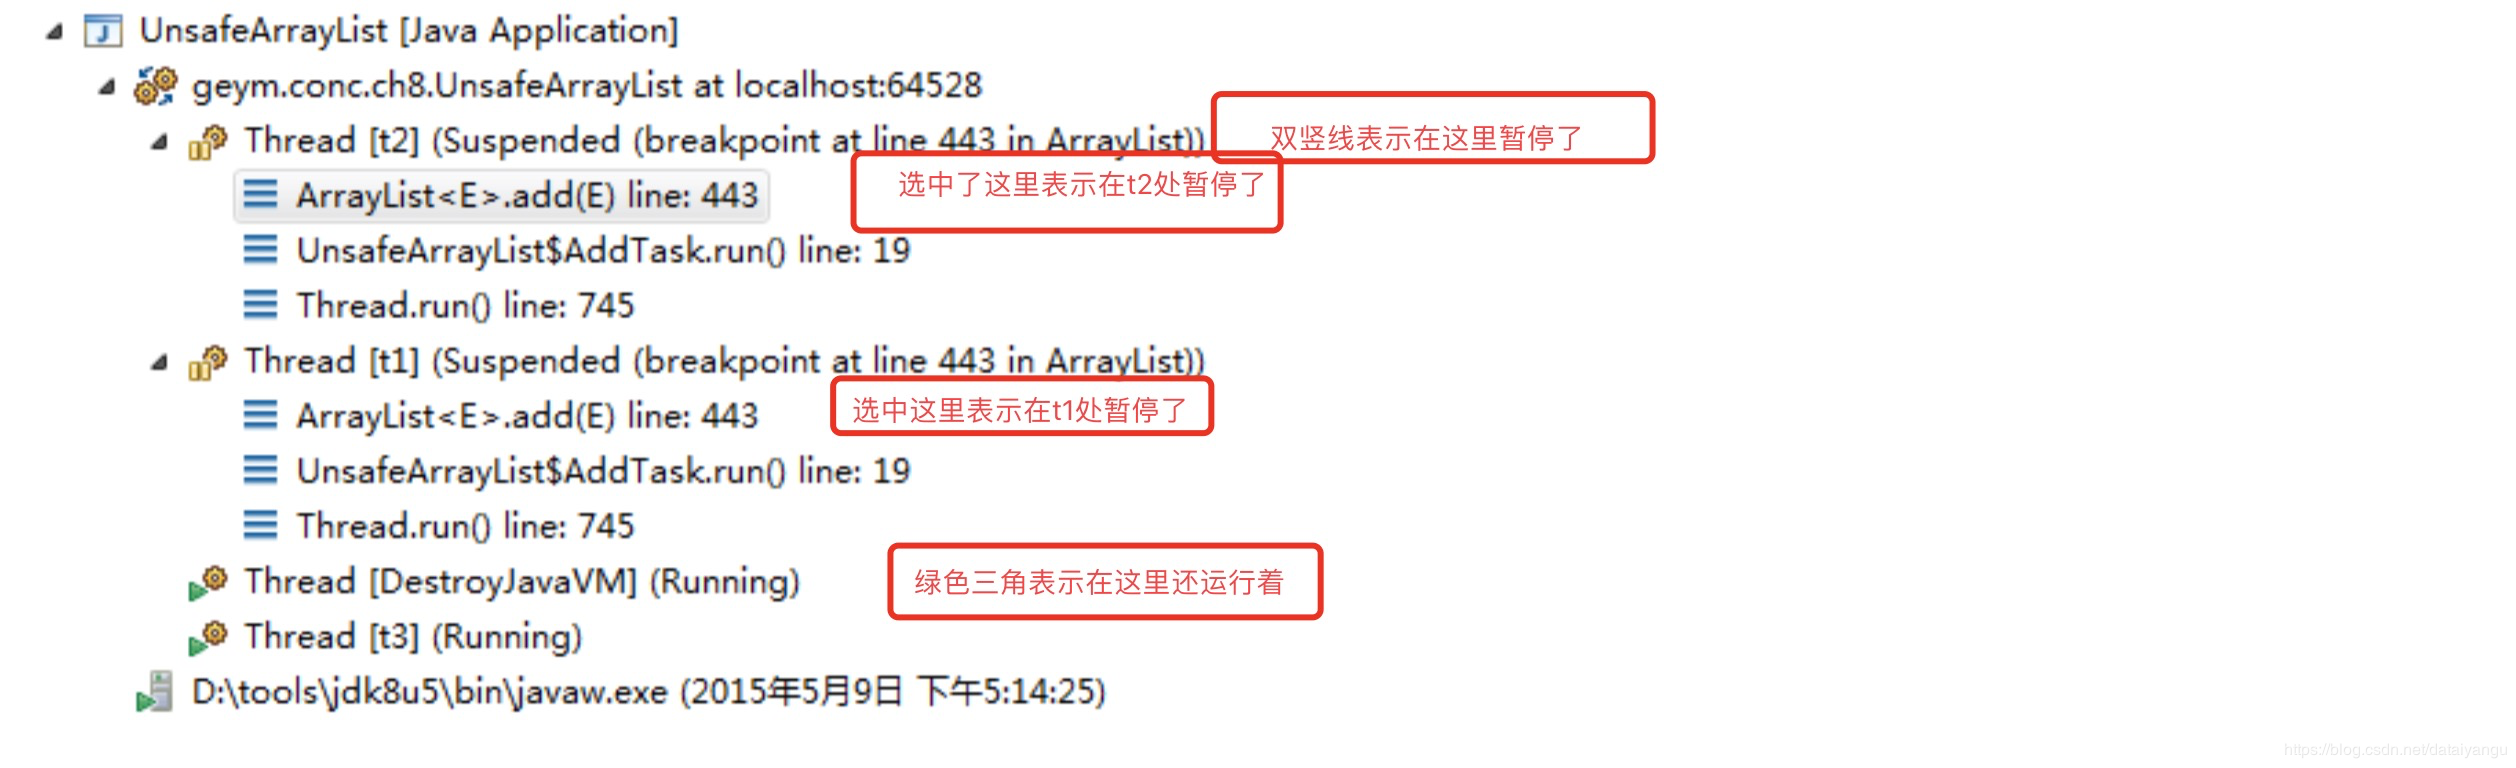 UnsafeArrayList [Java Application]
geym.conc.ch8.UnsafeArrayList at localhost:64528
Thread [t2] (Suspended (breakpoint at line 443 in ArrayList))
双竖线表示在这里暂停了
ArrayList<E>.add(E) line: 443
选中了这里表示在t2处暂停了
UnsafeArrayList$AddTask.run() line: 19
Thread.run() line: 745
Thread [t1] (Suspended (breakpoint at line 443 in ArrayList))
ArrayList<E>.add(E) line: 443
选中这里表示在t1处暂停了
UnsafeArrayList$AddTask.run() line: 19
Thread.run() line: 745
Thread [DestroyJavaVM] (Running)
绿色三角表示在这里还运行着
Thread [t3] (Running)
D:\tools\jdk8u5\bin\javaw.exe (2015年5月9日 下午5:14:25)
https://blog.csdn.net/dataiyangu